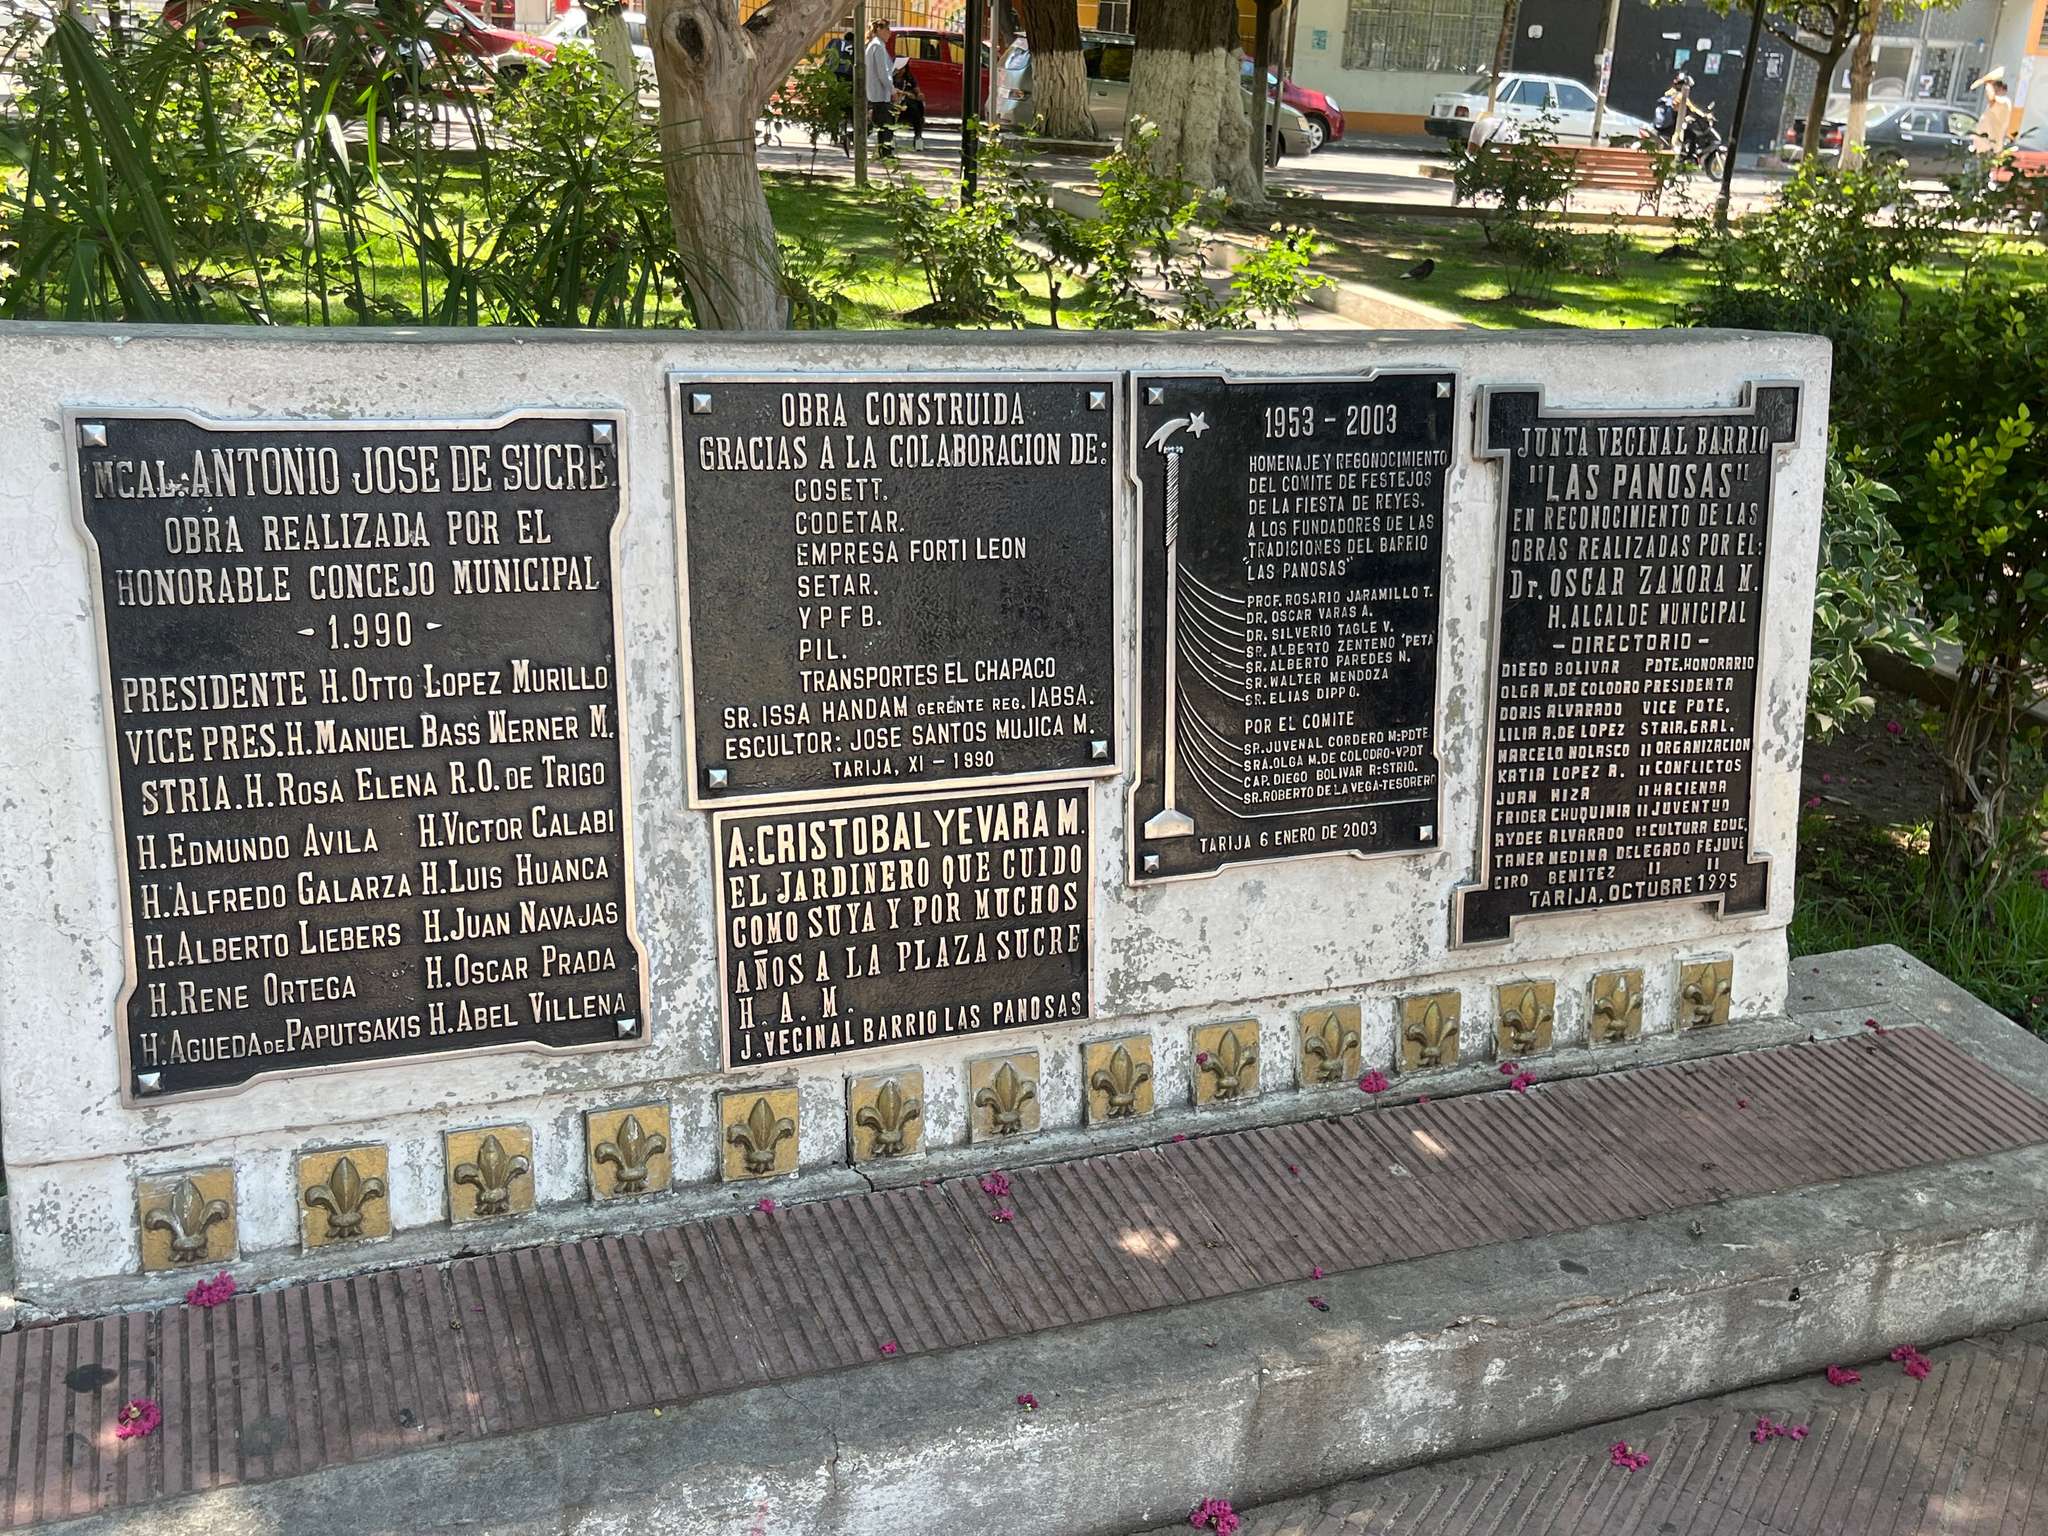 MCAL. ANTONIO JOSE DE SUCRE
OBRA REALIZADA POR EL
HONORABLE CONCEJO MUNICIPAL
- 1.990 -
PRESIDENTE H. OTTO LOPEZ MURILLO
VICE PRES. H. MANUEL BASS WERNER M.
STRIA. H. ROSA ELENA R.O. DE TRIGO
H. EDMUNDO AVILA H. VICTOR CALABI
H. ALFREDO GALARZA H. LUIS HUANCA
H. ALBERTO LIEBERS H. JUAN NAVAJAS
H. RENE ORTEGA H. OSCAR PRADA
H. AGUEDA DE PAPUTSAKIS H. ABEL VILLENA
OBRA CONSTRUIDA
GRACIAS A LA COLABORACION DE:
COSETT.
CODETAR.
EMPRESA FORTI LEON
SETAR.
Y P F B.
PIL.
TRANSPORTES EL CHAPACO
SR. ISSA HANDAM GERENTE REG. IABSA.
ESCULTOR: JOSE SANTOS MUJICA M.
TARIJA, XI - 1990
A: CRISTOBAL YEVARA M.
EL JARDINERO QUE CUIDO
COMO SUYA Y POR MUCHOS
AÑOS A LA PLAZA SUCRE
H. A. M.
J. VECINAL BARRIO LAS PANOSAS
1953 - 2003
HOMENAJE Y RECONOCIMIENTO
DEL COMITE DE FESTEJOS
DE LA FIESTA DE REYES,
A LOS FUNDADORES DE LAS
TRADICIONES DEL BARRIO
"LAS PANOSAS"
PROF. ROSARIO JARAMILLO T.
DR. OSCAR VARAS A.
DR. SILVERIO TAGLE V.
SR. ALBERTO ZENTENO "PETA
SR. ALBERTO PAREDES N.
SR. WALTER MENDOZA
SR. ELIAS DIPPO.
POR EL COMITE
SR. JUVENAL CORDERO M.-PDTE.
SRA. OLGA M. DE COLODRO-VPDT.
CAP. DIEGO BOLIVAR R.-STRIO.
SR. ROBERTO DE LA VEGA-TESORERO
TARIJA 6 ENERO DE 2003
JUNTA VECINAL BARRIO
"LAS PANOSAS"
EN RECONOCIMIENTO DE LAS
OBRAS REALIZADAS POR EL:
Dr. OSCAR ZAMORA M.
H. ALCALDE MUNICIPAL
- DIRECTORIO -
DIEGO BOLIVAR PDTE. HONORARIO
OLGA M. DE COLODRO PRESIDENTA
DORIS ALVARADO VICE PDTE.
LILIA A. DE LOPEZ STRIA. GRAL.
MARCELO NOLASCO " ORGANIZACION
KATIA LOPEZ A. " CONFLICTOS
JUAN MIZA " HACIENDA
FRIDER CHUQUIMIA " JUVENTUD
AYDEE ALVARADO " CULTURA EDUC.
TAMER MEDINA DELEGADO FEJUVE
CIRO BENITEZ " "
TARIJA, OCTUBRE 1995